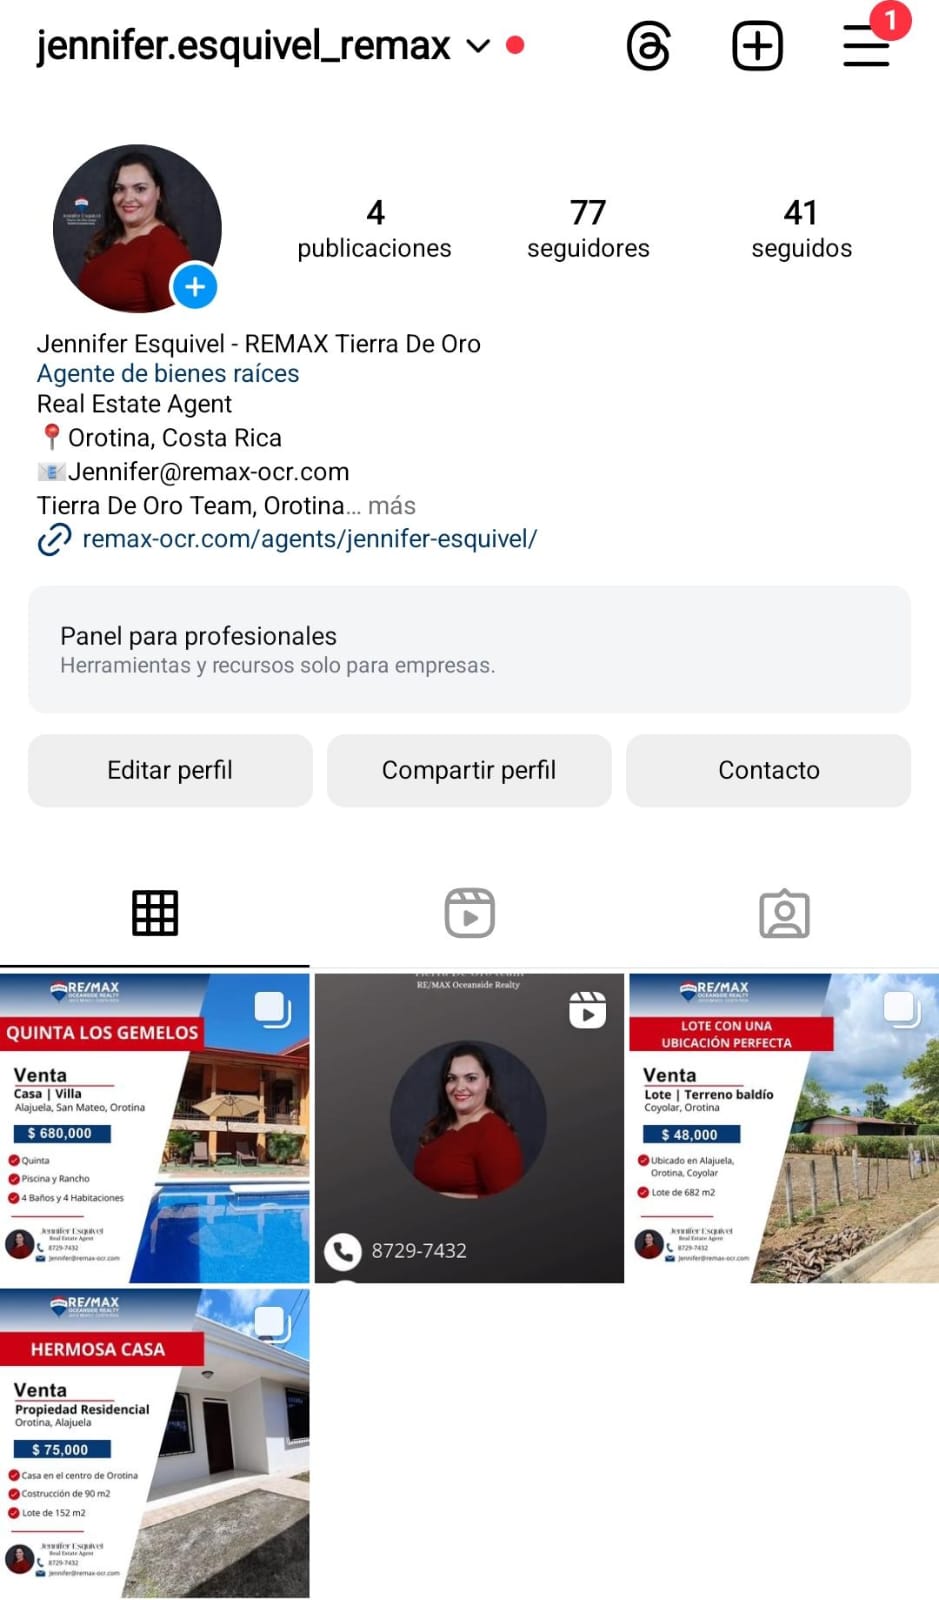 jennifer.esquivel_remax
1
4
publicaciones
77
seguidores
41
seguidos
Jennifer Esquivel - REMAX Tierra De Oro
Agente de bienes raíces
Real Estate Agent
📍Orotina, Costa Rica
📧Jennifer@remax-ocr.com
Tierra De Oro Team, Orotina... más
remax-ocr.com/agents/jennifer-esquivel/
Panel para profesionales
Herramientas y recursos solo para empresas.
Editar perfil
Compartir perfil
Contacto
RE/MAX
OCEANSIDE REALTY
QUINTA LOS GEMELOS
Venta
Casa | Villa
Alajuela, San Mateo, Orotina
$ 680,000
Quinta
Piscina y Rancho
4 Baños y 4 Habitaciones
Jennifer Esquivel
Real Estate Agent
8729-7432
Jennifer@remax-ocr.com
RE/MAX Oceanside Realty
8729-7432
RE/MAX
OCEANSIDE REALTY
LOTE CON UNA
UBICACIÓN PERFECTA
Venta
Lote | Terreno baldío
Coyolar, Orotina
$ 48,000
Ubicado en Alajuela,
Orotina, Coyolar
Lote de 682 m2
Jennifer Esquivel
Real Estate Agent
8729-7432
Jennifer@remax-ocr.com
RE/MAX
OCEANSIDE REALTY
HERMOSA CASA
Venta
Propiedad Residencial
Orotina, Alajuela
$ 75,000
Casa en el centro de Orotina
Costrucción de 90 m2
Lote de 152 m2
Jennifer Esquivel
Real Estate Agent
8729-7432
Jennifer@remax-ocr.com